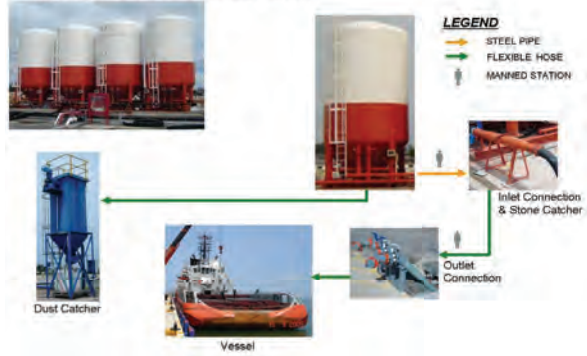 LEGEND
STEEL PIPE
FLEXIBLE HOSE
MANNED STATION
Inlet Connection
& Stone Catcher
Outlet
Connection
Dust Catcher
Vessel